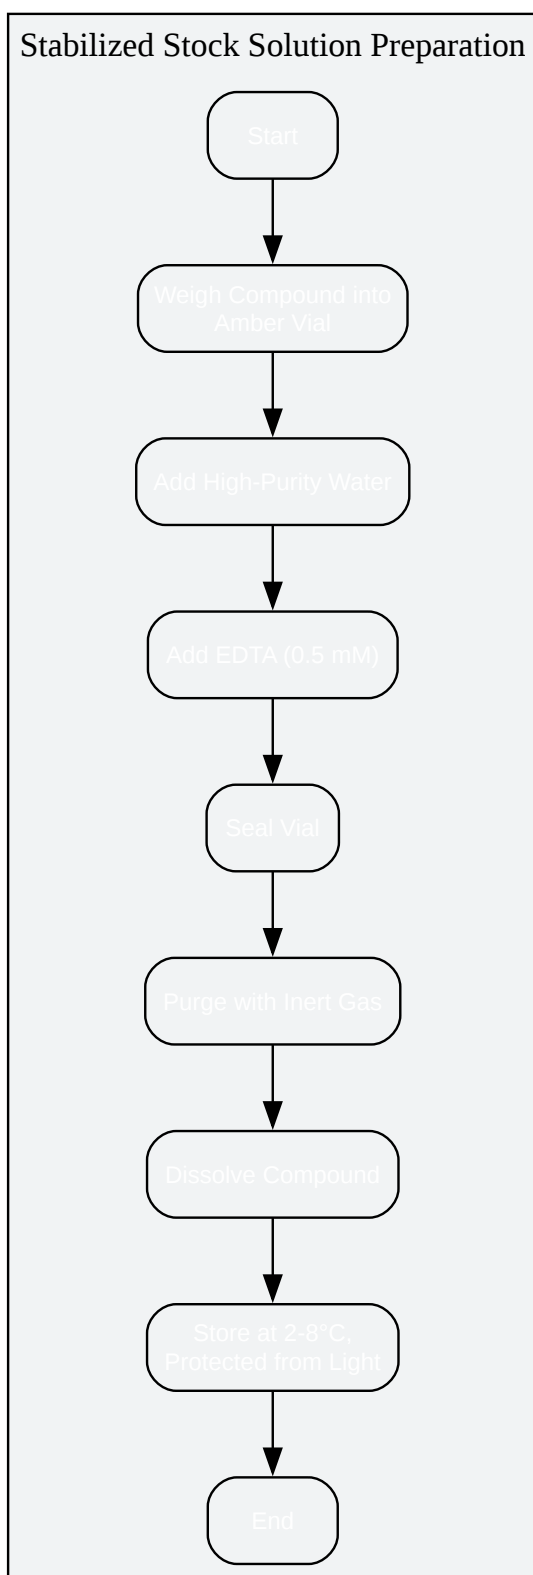 Stabilized Stock Solution Preparation
Start
Weigh Compound into
Amber Vial
Add High-Purity Water
Add EDTA (0.5 mM)
Seal Vial
Purge with Inert Gas
Dissolve Compound
Store at 2-8°C,
Protected from Light
End